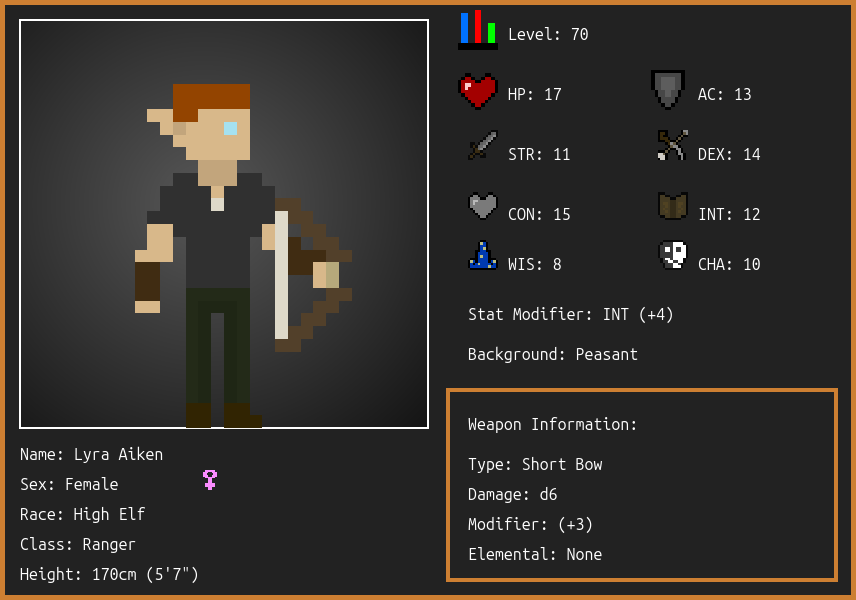 Level: 70
HP: 17
AC: 13
STR: 11
DEX: 14
CON: 15
INT: 12
WIS: 8
CHA: 10
Stat Modifier: INT (+4)
Background: Peasant
Weapon Information:
Type: Short Bow
Damage: d6
Modifier: (+3)
Elemental: None
Name: Lyra Aiken
Sex: Female
Race: High Elf
Class: Ranger
Height: 170cm (5'7")